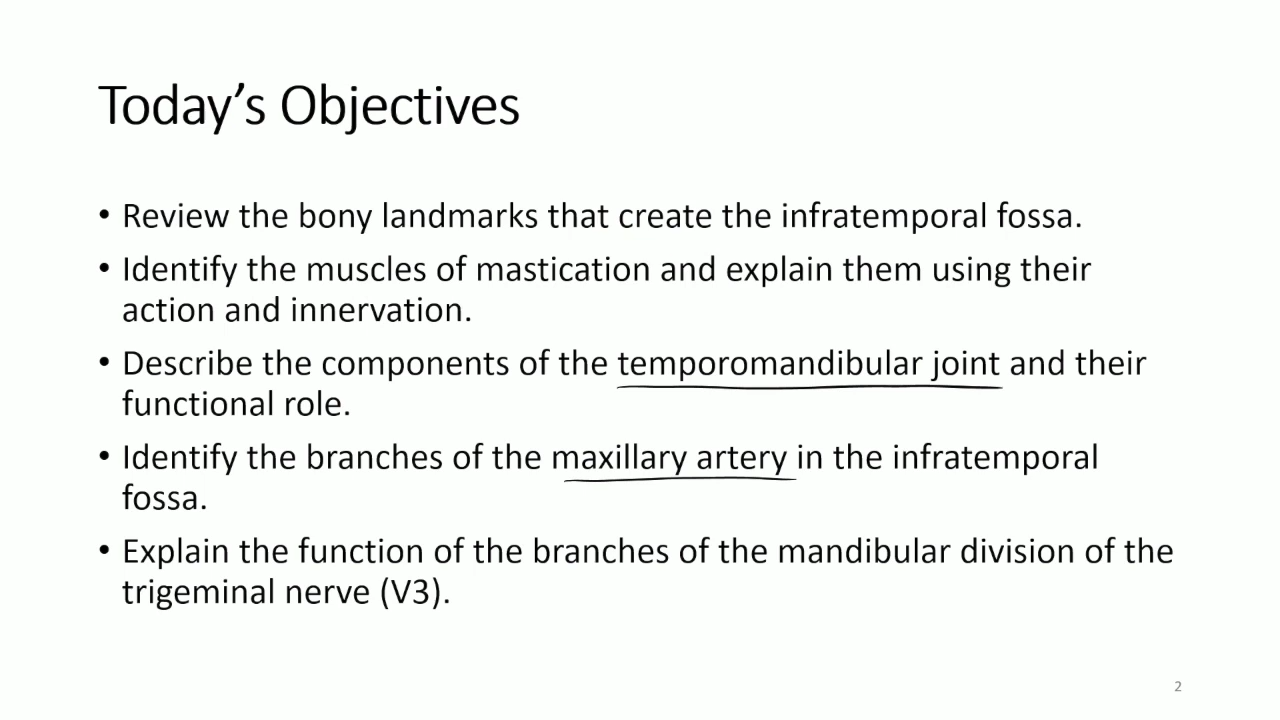 Today’s Objectives
• Review the bony landmarks that create the infratemporal fossa.
• Identify the muscles of mastication and explain them using their
action and innervation.
• Describe the components of the temporomandibular joint and their
functional role.
• Identify the branches of the maxillary artery in the infratemporal
fossa.
• Explain the function of the branches of the mandibular division of the
trigeminal nerve (V3).
2